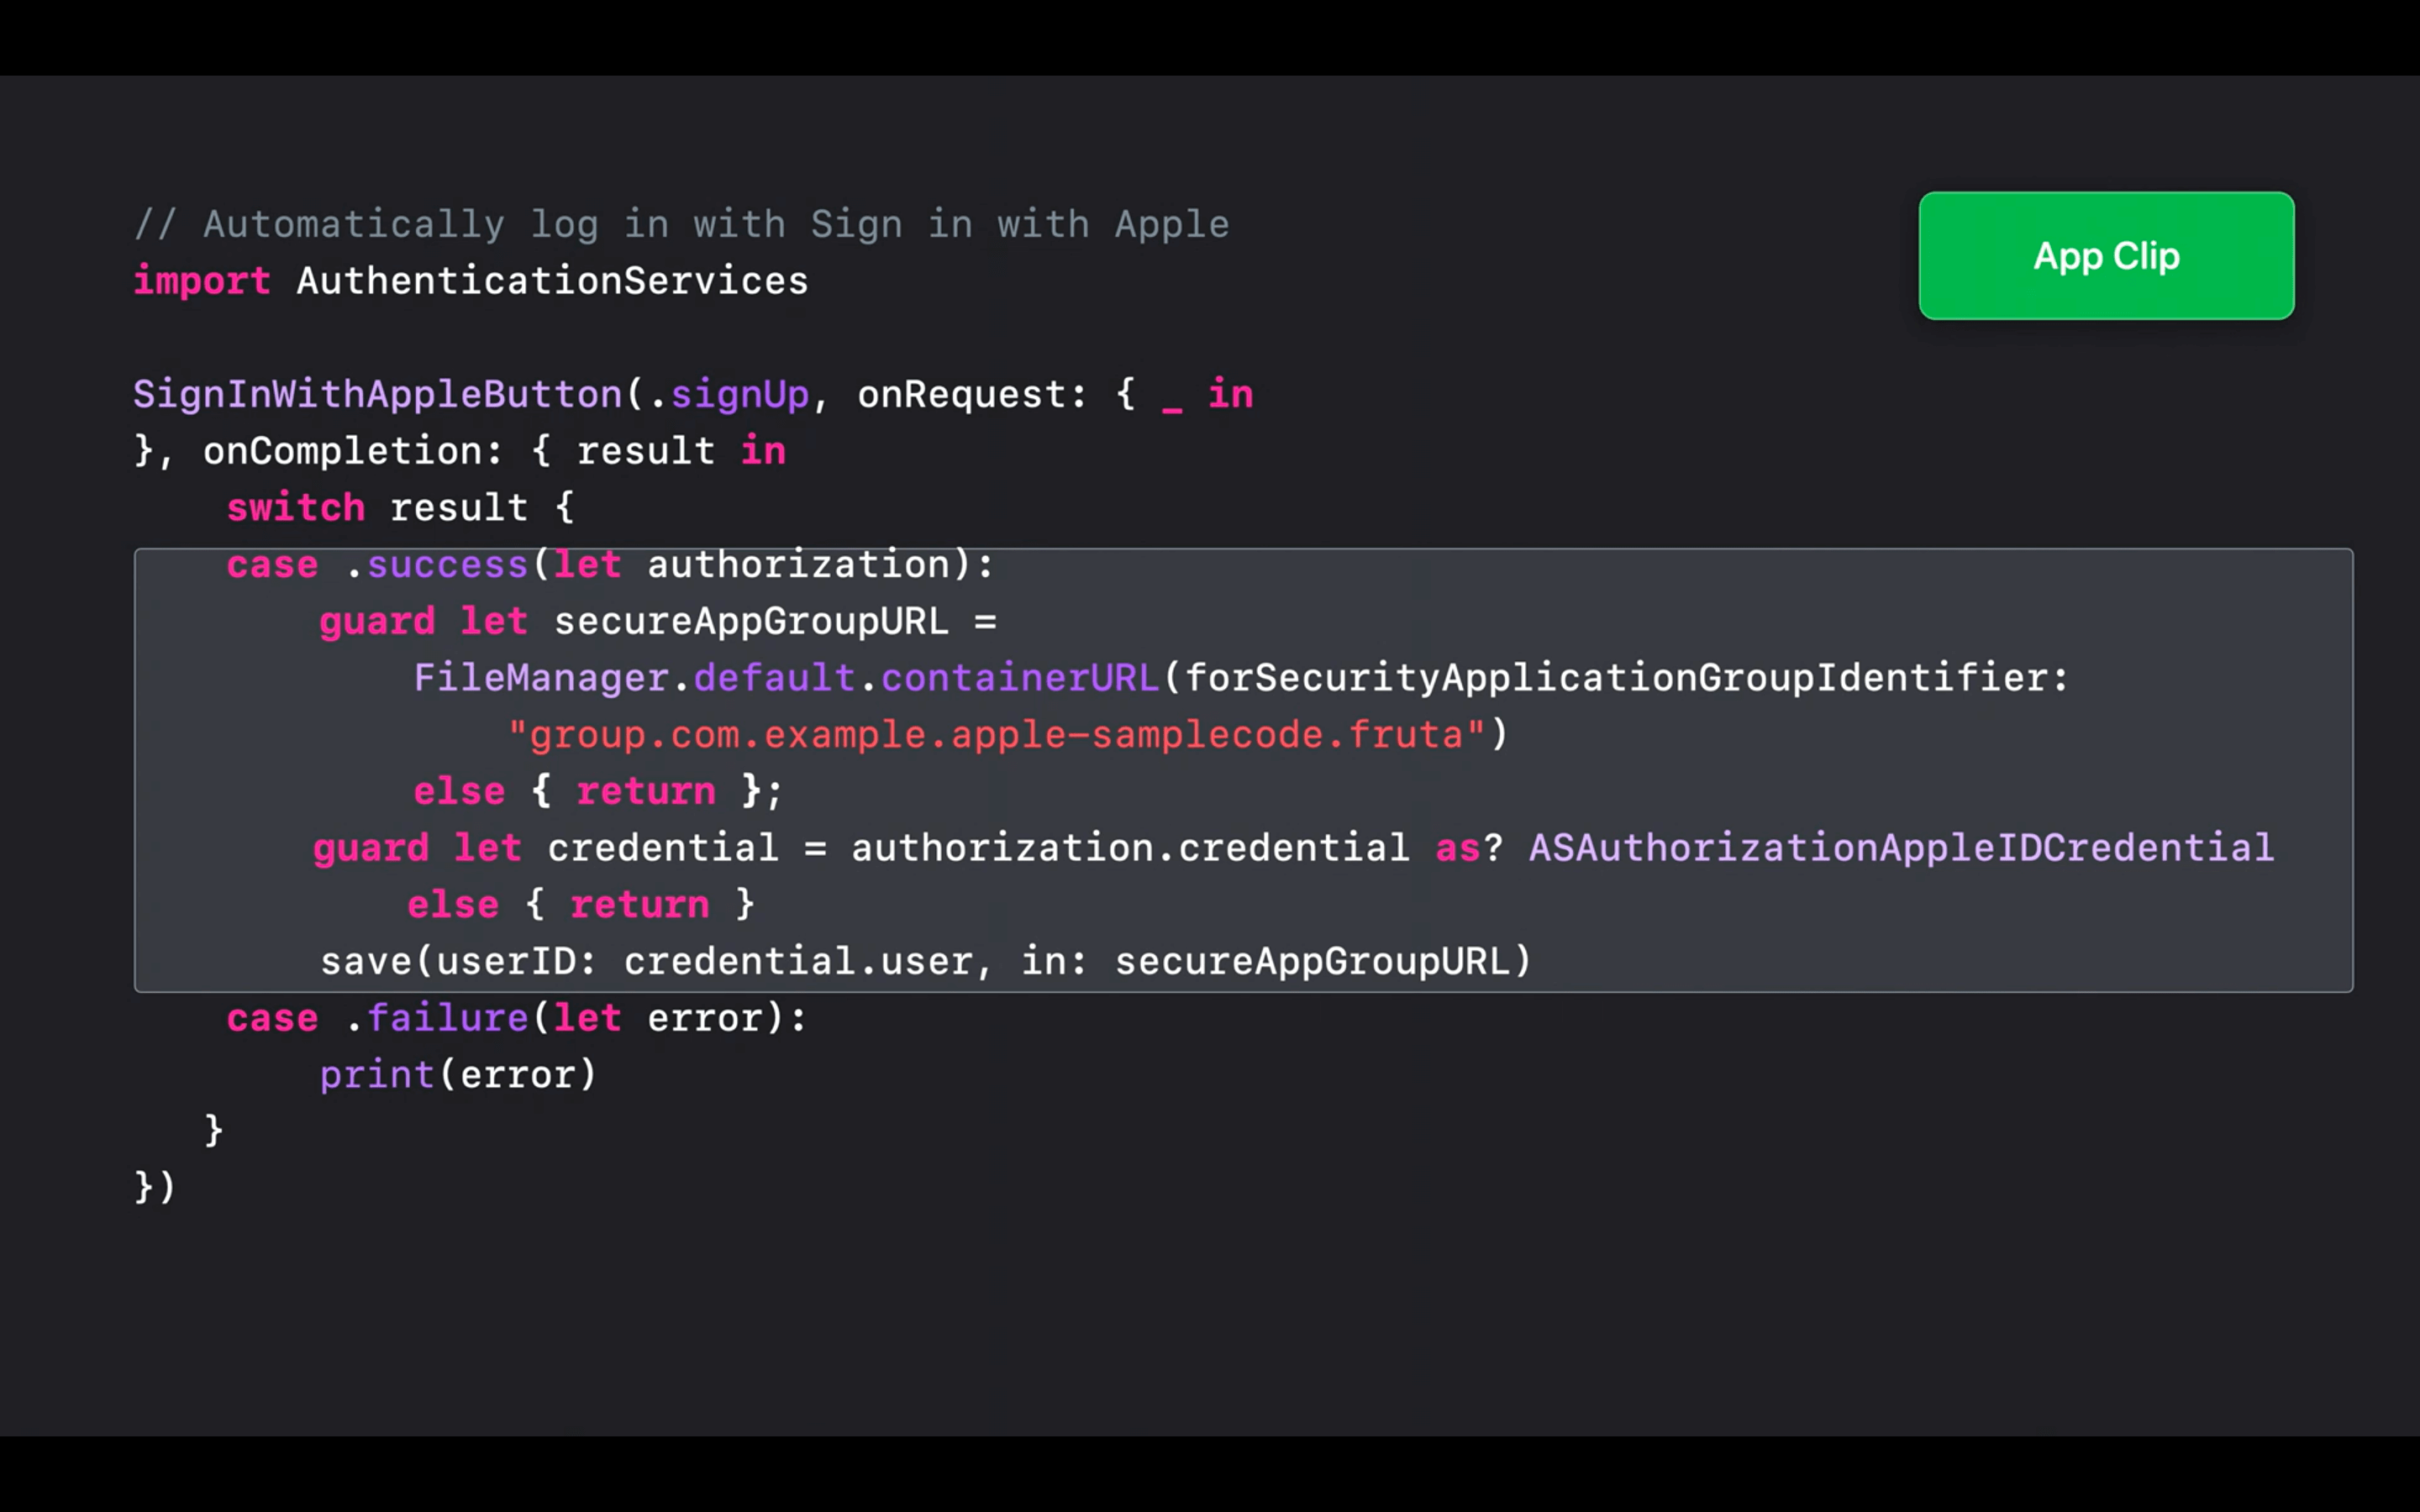 // Automatically log in with Sign in with Apple
App Clip
import AuthenticationServices
SignInWithAppleButton(.signUp, onRequest: { _ in
}, onCompletion: { result in
switch result {
case .success(let authorization):
guard let secureAppGroupURL =
FileManager.default.containerURL(forSecurityApplicationGroupIdentifier:
"group.com.example.apple-samplecode.fruta")
else { return };
guard let credential = authorization.credential as? ASAuthorizationAppleIDCredential
else { return }
save(userID: credential.user, in: secureAppGroupURL)
case .failure(let error):
print(error)
}
})